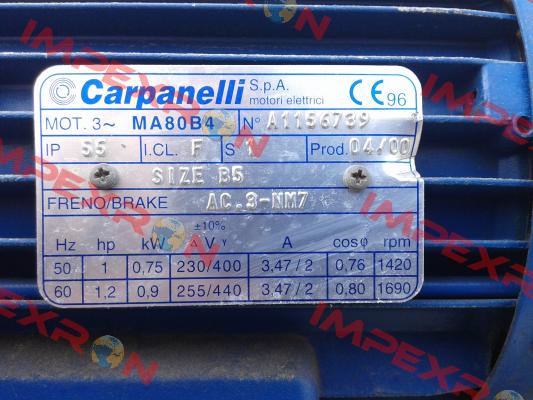 Carpanelli S.p.A.
motori elettrici
CE 96
MOT. 3~ MA80B4 N° A1156739
IP 55 I.CL. F S 1 Prod. 04/00
SIZE B5
FRENO/BRAKE AC.3-NM7
±10%
Hz hp kW Δ V Y A cosφ rpm
50 1 0,75 230/400 3,47/2 0,76 1420
60 1,2 0,9 255/440 3,47/2 0,80 1690
IMPEXRON
IMPEXRON
IMPEXRON
IMPEXRON